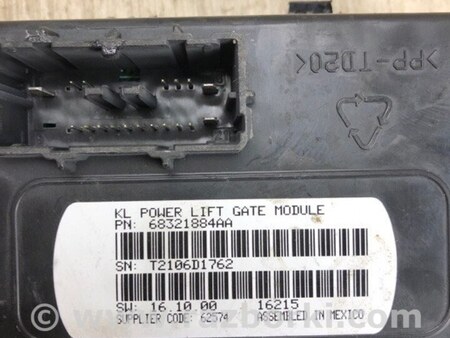 >PP-TD20<
KL POWER LIFT GATE MODULE
PN: 68321884AA
SN: T2106D1762
SW: 16.10.00 16215
SUPPLIER CODE: 62574 ASSEMBLED IN MEXICO